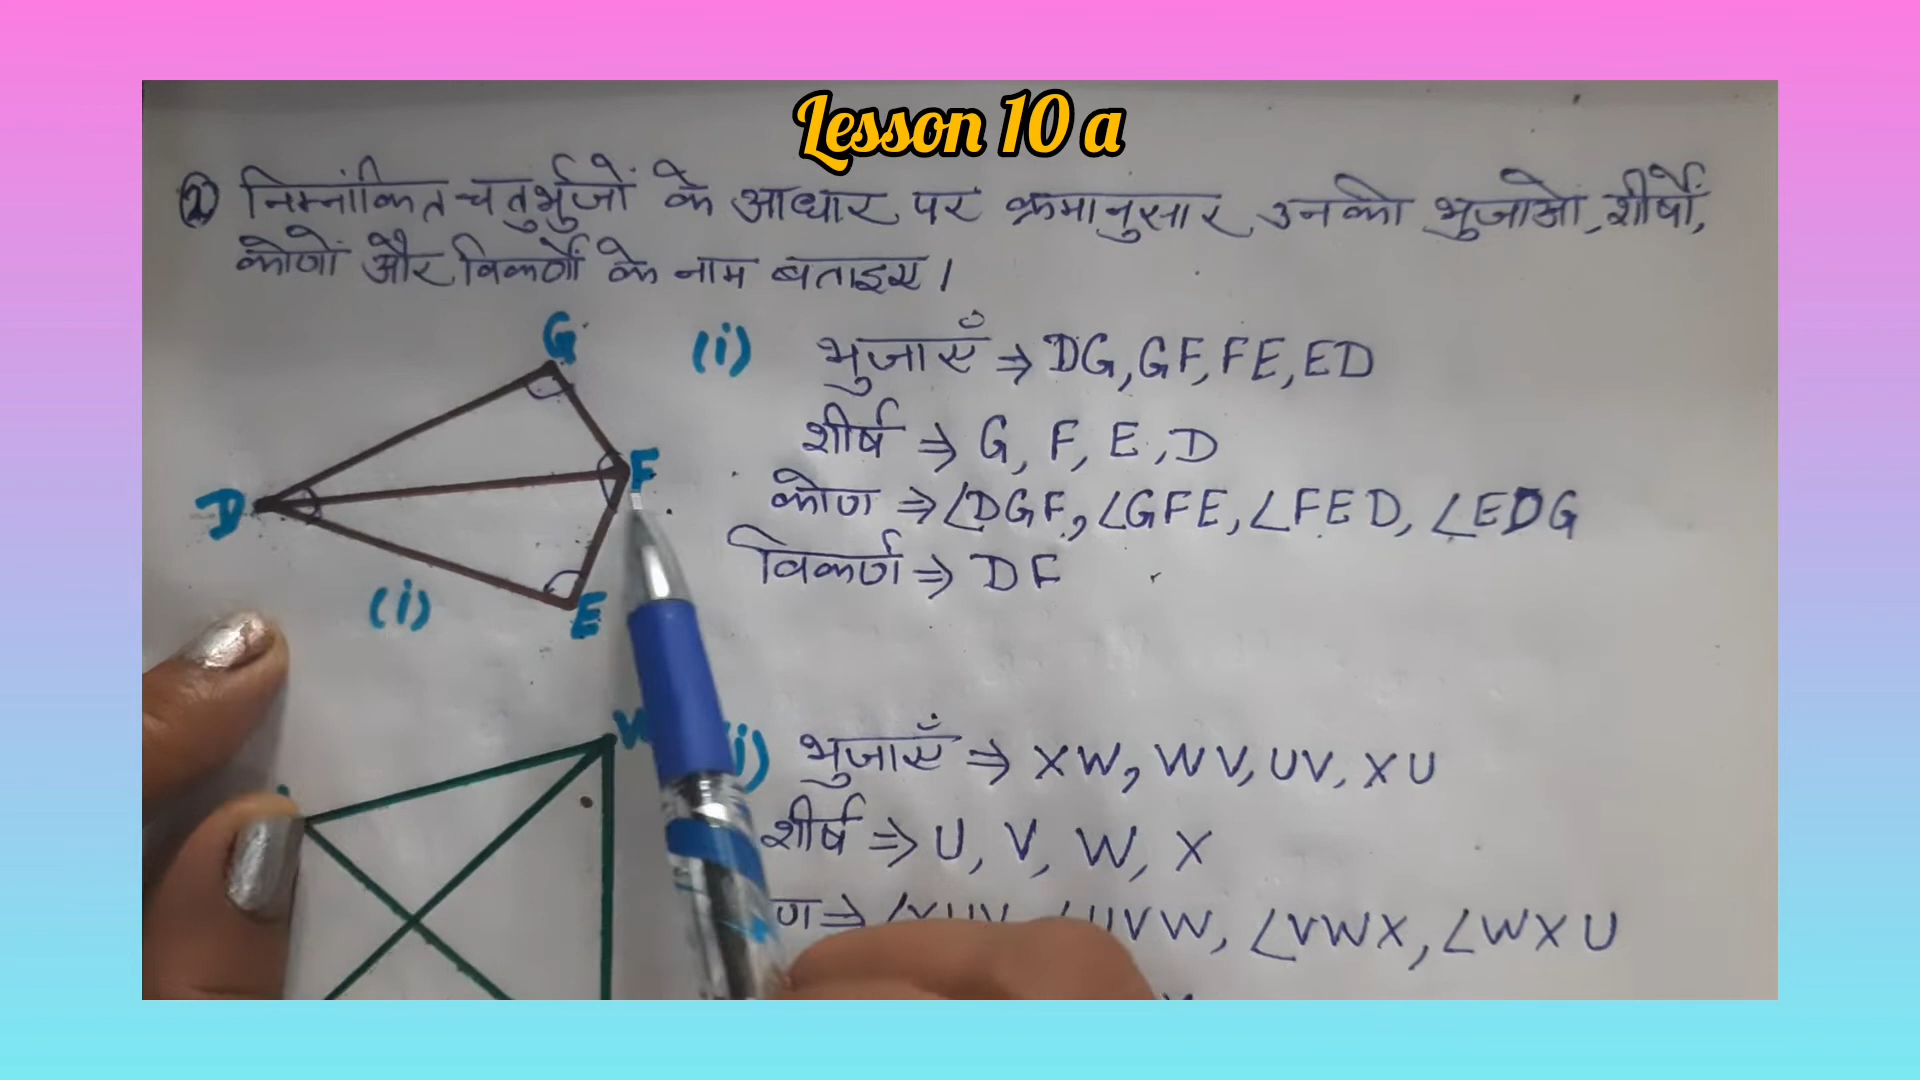 Lesson 10 a
② निम्नांकित चतुर्भुजों के आधार पर क्रमानुसार उनकी भुजाओं, शीर्षों,
कोणों और विकर्णों के नाम बताइए।
G
F
D
E
(i)
(i) भुजाएँ ⇒ DG, GF, FE, ED
शीर्ष ⇒ G, F, E, D
कोण ⇒ ∠DGF, ∠GFE, ∠FED, ∠EDG
विकर्ण ⇒ DF
W
भुजाएँ ⇒ XW, WV, UV, XU
शीर्ष ⇒ U, V, W, X
∠VWX, ∠WXU